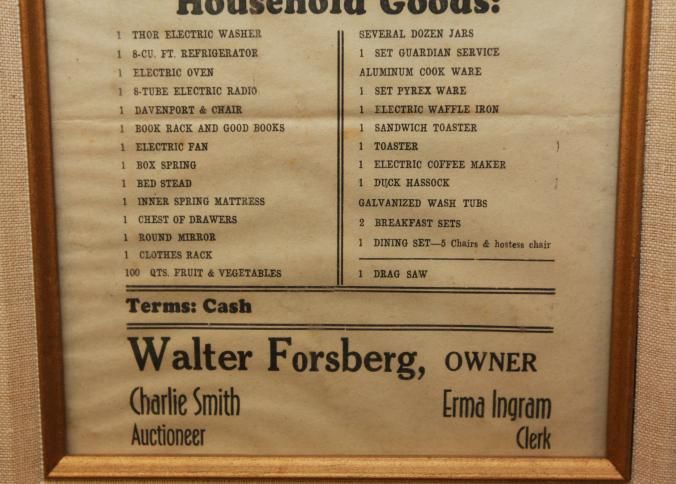 Household Goods:
1 THOR ELECTRIC WASHER
1 8-CU. FT. REFRIGERATOR
1 ELECTRIC OVEN
1 8-TUBE ELECTRIC RADIO
1 DAVENPORT & CHAIR
1 BOOK RACK AND GOOD BOOKS
1 ELECTRIC FAN
1 BOX SPRING
1 BED STEAD
1 INNER SPRING MATTRESS
1 CHEST OF DRAWERS
1 ROUND MIRROR
1 CLOTHES RACK
100 QTS. FRUIT & VEGETABLES
SEVERAL DOZEN JARS
1 SET GUARDIAN SERVICE
ALUMINUM COOK WARE
1 SET PYREX WARE
1 ELECTRIC WAFFLE IRON
1 SANDWICH TOASTER
1 TOASTER
1 ELECTRIC COFFEE MAKER
1 DUCK HASSOCK
GALVANIZED WASH TUBS
2 BREAKFAST SETS
1 DINING SET—5 Chairs & hostess chair
1 DRAG SAW
Terms: Cash
Walter Forsberg, OWNER
Charlie Smith
Auctioneer
Erma Ingram
Clerk